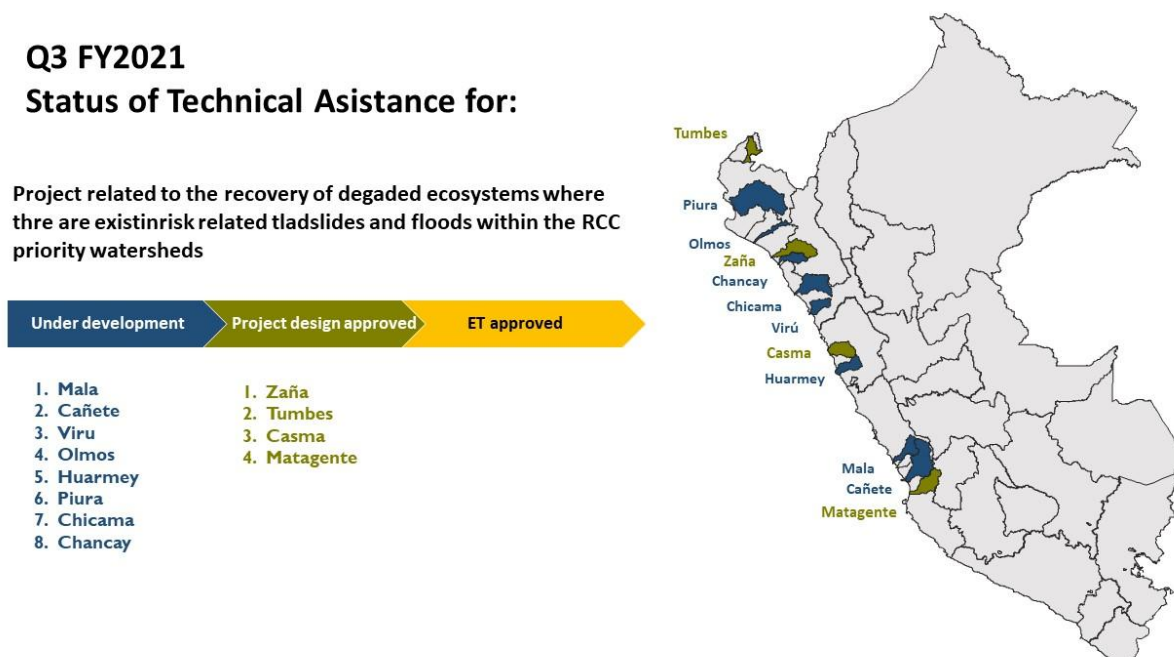 Q3 FY2021
Status of Technical Asistance for:
Project related to the recovery of degaded ecosystems where
thre are existinrisk related tladslides and floods within the RCC
priority watersheds
Under development
Project design approved
ET approved
1. Mala
2. Cañete
3. Viru
4. Olmos
5. Huarmey
6. Piura
7. Chicama
8. Chancay
1. Zaña
2. Tumbes
3. Casma
4. Matagente
Tumbes
Piura
Olmos
Zaña
Chancay
Chicama
Virú
Casma
Huarmey
Mala
Cañete
Matagente